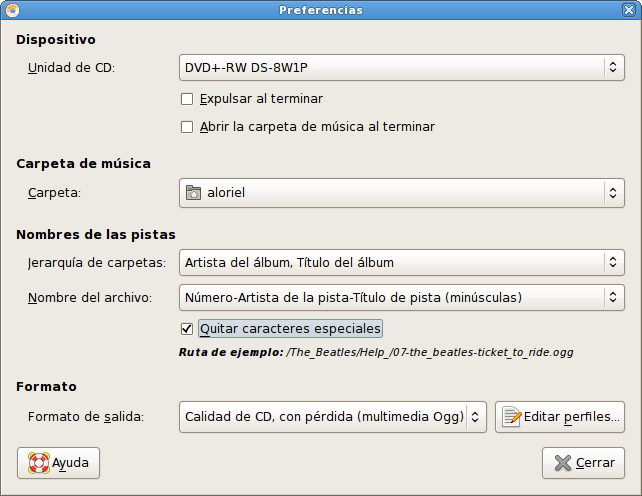 Preferencias
Dispositivo
Unidad de CD: DVD+-RW DS-8W1P
Expulsar al terminar
Abrir la carpeta de música al terminar
Carpeta de música
Carpeta: aloriel
Nombres de las pistas
Jerarquía de carpetas: Artista del álbum, Título del álbum
Nombre del archivo: Número-Artista de la pista-Título de pista (minúsculas)
Quitar caracteres especiales
Ruta de ejemplo: /The_Beatles/Help_/07-the_beatles-ticket_to_ride.ogg
Formato
Formato de salida: Calidad de CD, con pérdida (multimedia Ogg) Editar perfiles...
Ayuda Cerrar